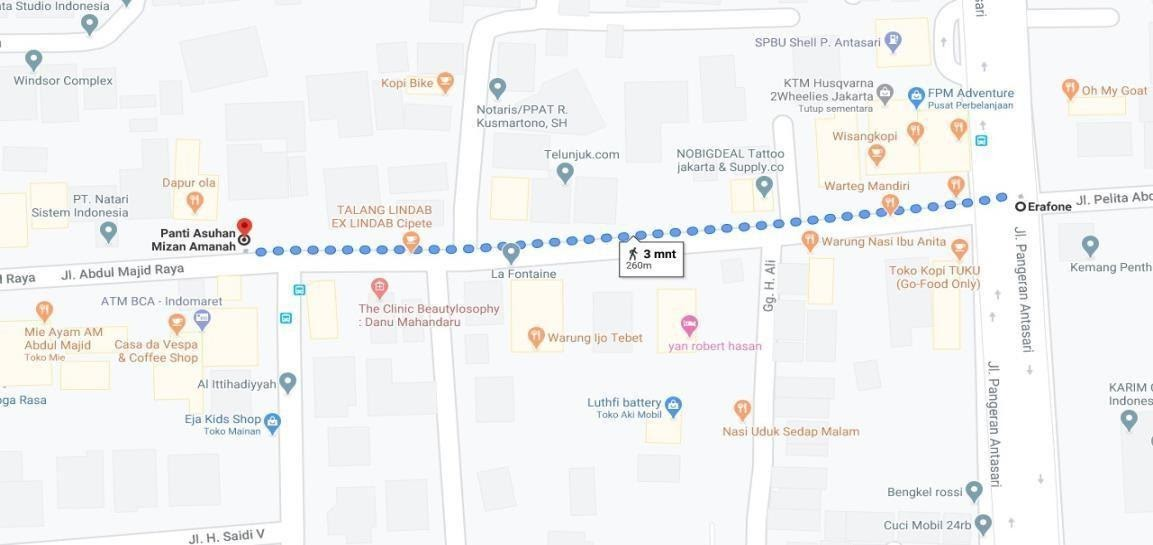 ta Studio Indonesia
Windsor Complex
Kopi Bike
Notaris/PPAT R.
Kusmartono, SH
SPBU Shell P. Antasari
sari
KTM Husqvarna
2Wheelies Jakarta
Tutup sementara
FPM Adventure
Pusat Perbelanjaan
Oh My Goat
Wisangkopi
Telunjuk.com
NOBIGDEAL Tattoo
jakarta & Supply.co
Warteg Mandiri
Dapur ola
PT. Natari
Sistem Indonesia
Panti Asuhan
Mizan Amanah
TALANG LINDAB
EX LINDAB Cipete
Erafone
Jl. Pelita Abd
3 mnt
260m
Warung Nasi Ibu Anita
Kemang Penth
Toko Kopi TUKU
(Go-Food Only)
La Fontaine
l Raya
Jl. Abdul Majid Raya
Gg. H. Ali
Jl. Pangeran Antasari
ATM BCA - Indomaret
The Clinic Beautylosophy
: Danu Mahandaru
Mie Ayam AM
Abdul Majid
Toko Mie
Casa da Vespa
& Coffee Shop
Warung Ijo Tebet
yan robert hasan
Jl. Pangeran Antasari
Al Ittihadiyyah
oga Rasa
Eja Kids Shop
Toko Mainan
Luthfi battery
Toko Aki Mobil
Nasi Uduk Sedap Malam
KARIM C
Indones
Bengkel rossi
Cuci Mobil 24rb
Jl. H. Saidi V